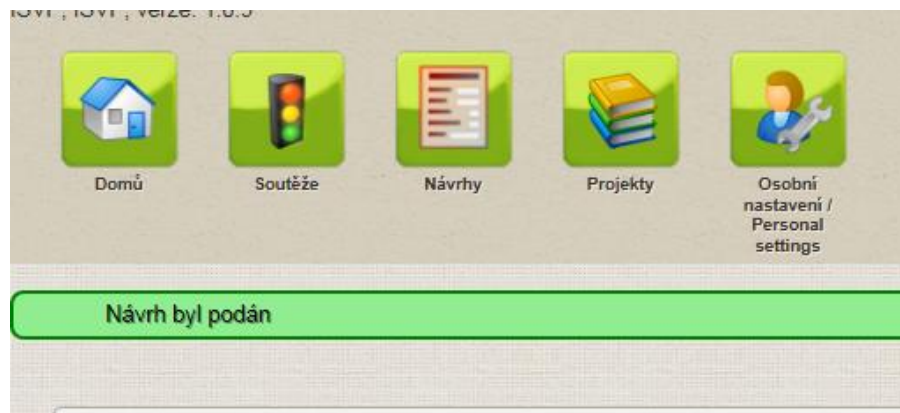 Domů
Soutěže
Návrhy
Projekty
Osobní
nastavení /
Personal
settings
Návrh byl podán